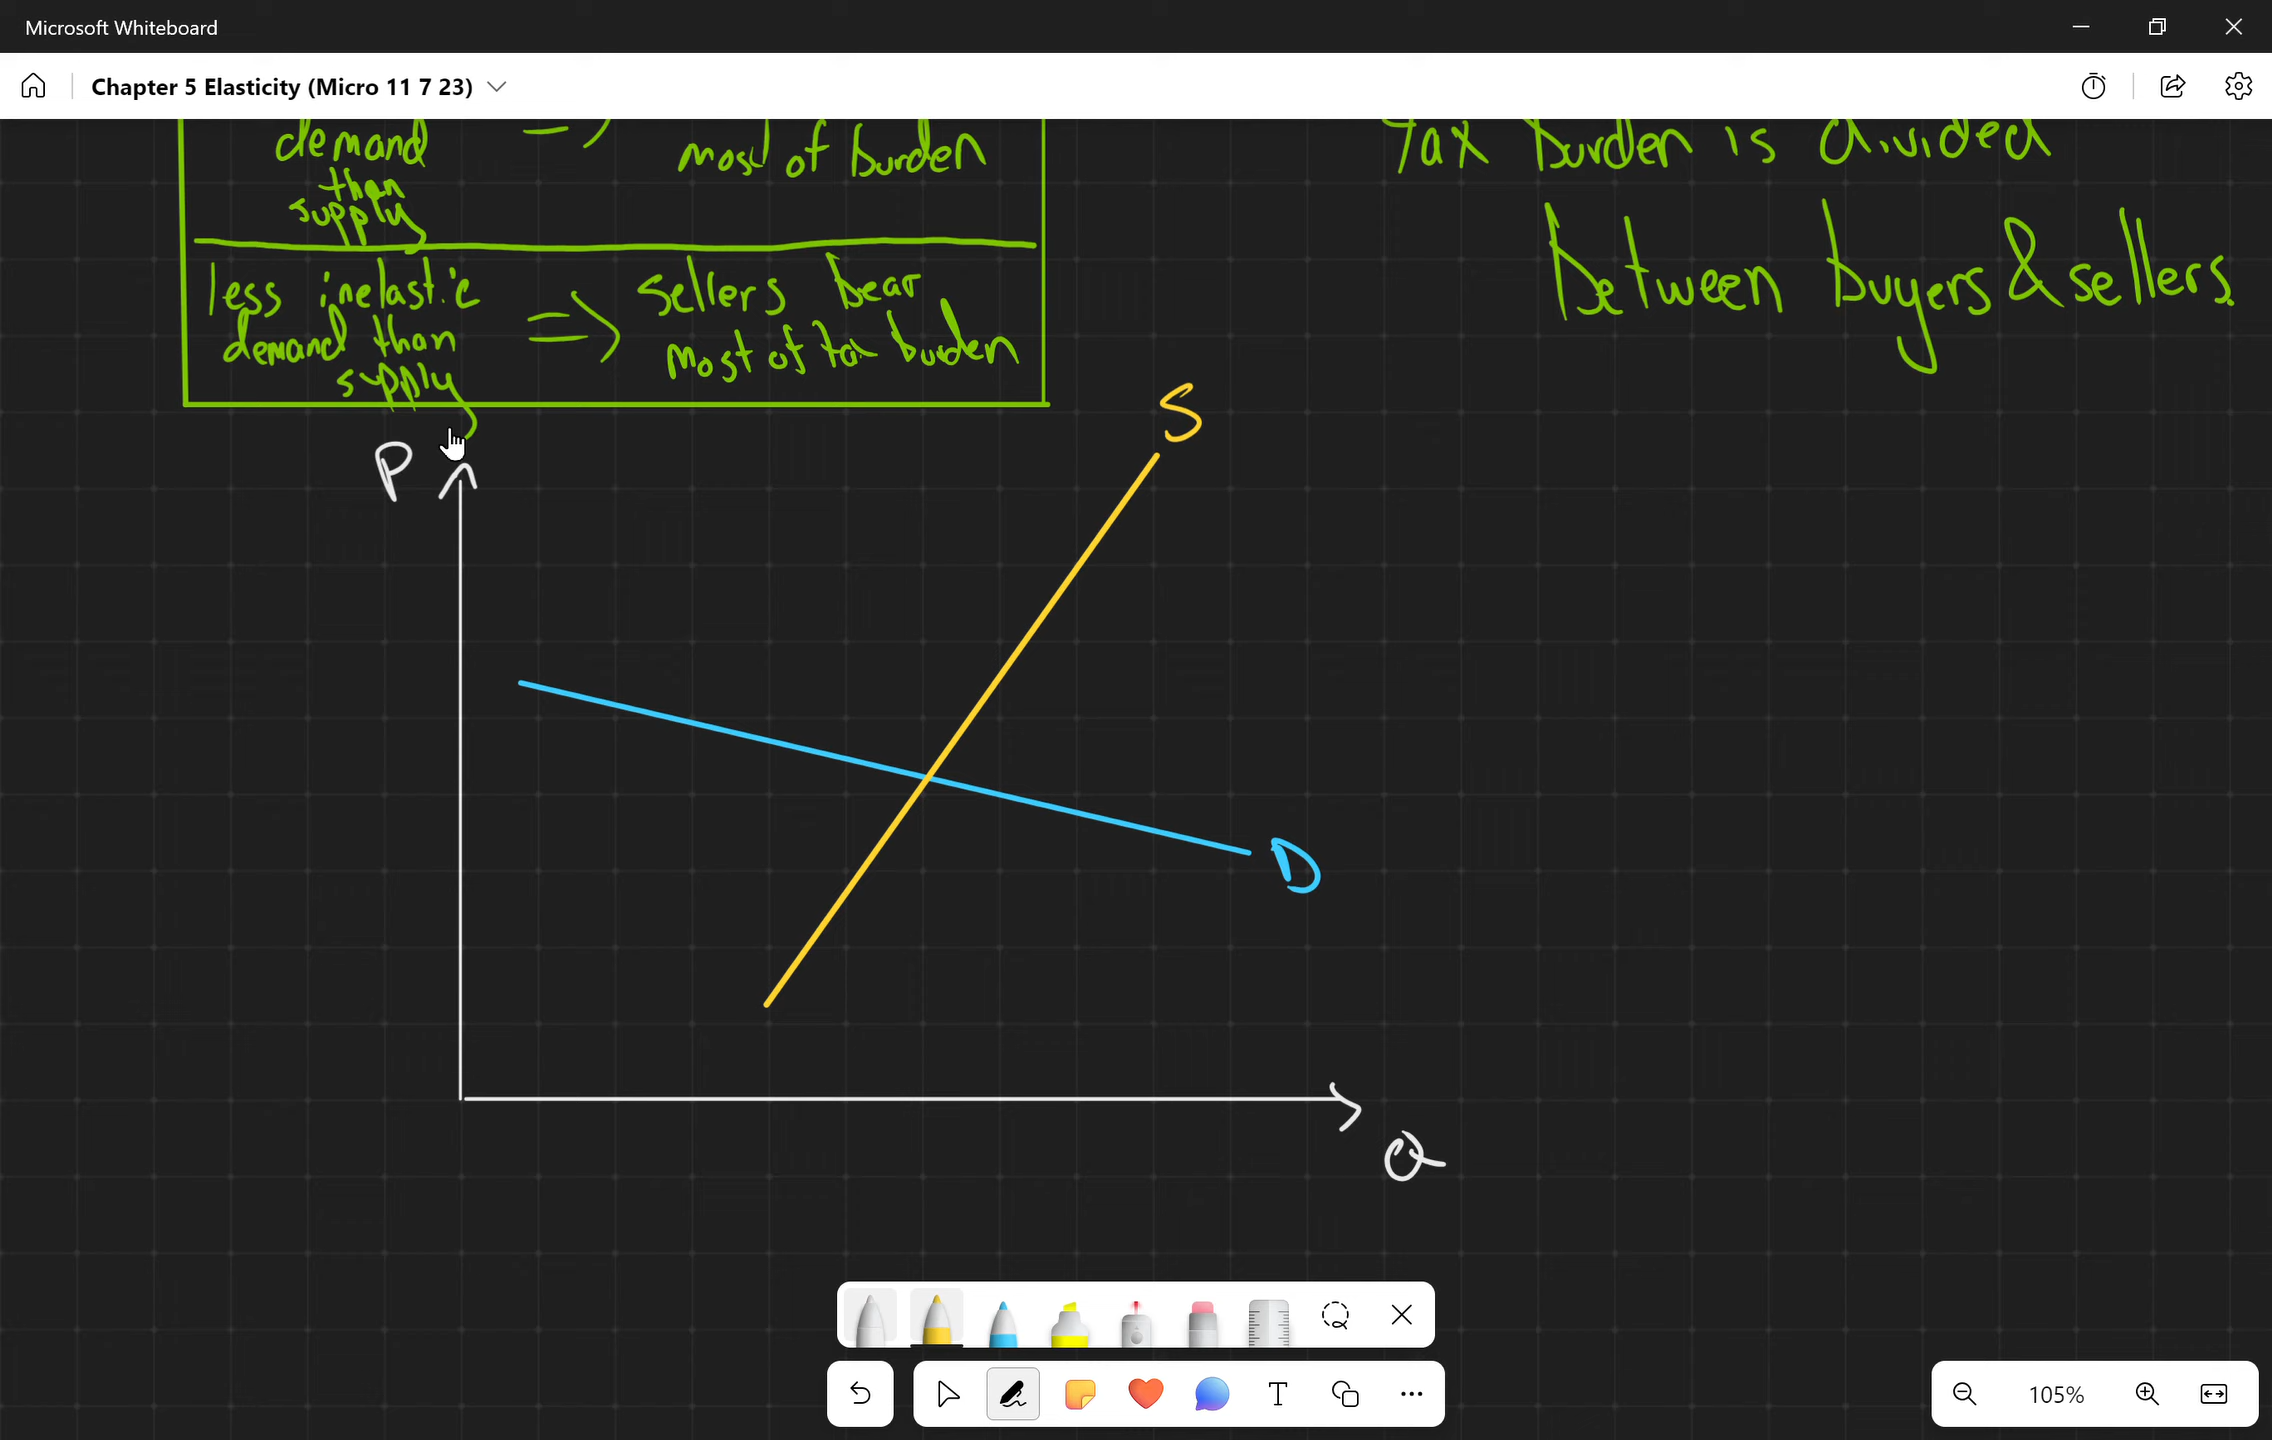 Microsoft Whiteboard
Chapter 5 Elasticity (Micro 11 7 23)
demand
than
supply
=>
most of burden
less inelastic
demand than
supply
=>
sellers bear
most of tax burden
Tax burden is divided
between buyers & sellers.
P
S
D
Q
T
105%